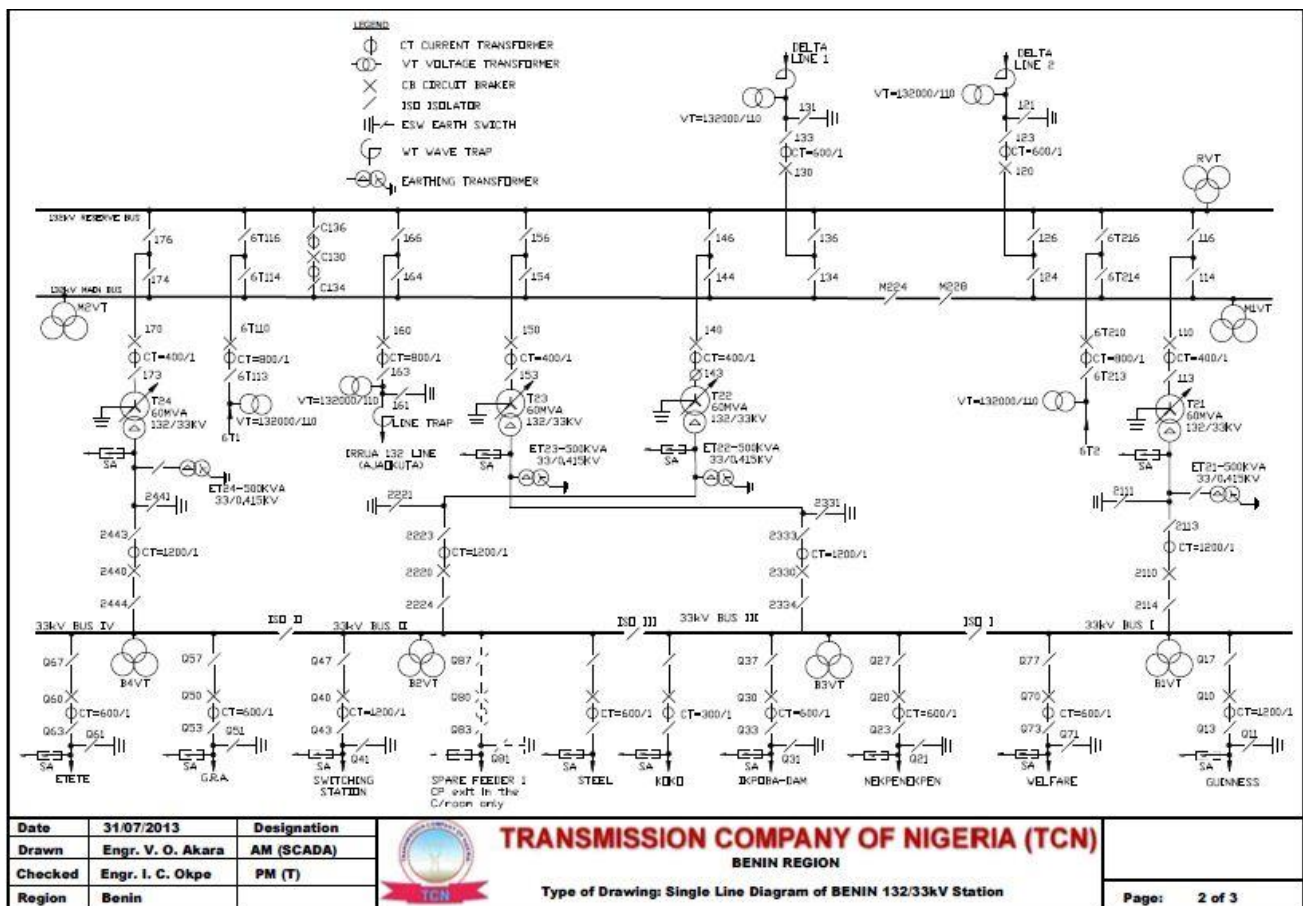 LEGEND
CT CURRENT TRANSFORMER
VT VOLTAGE TRANSFORMER
CB CIRCUIT BRAKER
ISO ISOLATOR
ESW EARTH SWICTH
WT WAVE TRAP
EARTHING TRANSFORMER
DELTA
LINE 1
DELTA
LINE 2
VT=132000/110
VT=132000/110
131
121
133
123
CT=600/1
CT=600/1
130
120
RVT
132KV RESERVE BUS
176
6T116
C136
166
156
146
136
126
6T216
116
C130
174
6T114
C134
164
154
144
134
124
6T214
114
132KV MAIN BUS
M224
M228
M2VT
M1VT
170
6T110
160
150
140
6T210
110
CT=400/1
CT=800/1
CT=800/1
CT=400/1
CT=400/1
CT=800/1
CT=400/1
173
6T113
163
153
143
6T213
113
T24
60MVA
132/33KV
VT=132000/110
6T1
VT=132000/110
161
LINE TRAP
IRRUA 132 LINE
(AJAOKUTA)
T23
60MVA
132/33KV
T22
60MVA
132/33KV
VT=132000/110
6T2
T21
60MVA
132/33KV
SA
SA
SA
SA
ET24-500KVA
33/0,415KV
ET23-500KVA
33/0,415KV
ET22-500KVA
33/0,415KV
ET21-500KVA
33/0,415KV
2441
2221
2331
2111
2443
2223
2333
2113
CT=1200/1
CT=1200/1
CT=1200/1
CT=1200/1
2440
2220
2330
2110
2444
2224
2334
2114
33kV BUS IV
ISO II
33kV BUS II
ISO III
33kV BUS III
ISO I
33kV BUS I
B4VT
B2VT
B3VT
B1VT
Q67
Q57
Q47
Q87
Q37
Q27
Q77
Q17
Q60
Q50
Q40
Q80
Q30
Q20
Q70
Q10
CT=600/1
CT=600/1
CT=1200/1
CT=600/1
CT=300/1
CT=600/1
CT=600/1
CT=600/1
CT=1200/1
Q63
Q53
Q43
Q83
Q33
Q23
Q73
Q13
Q61
Q51
Q41
Q81
Q31
Q21
Q71
Q11
SA
SA
SA
SA
SA
SA
SA
SA
SA
ETETE
G.R.A.
SWITCHING
STATION
SPARE FEEDER 1
CP exit in the
C/room only
STEEL
KOKO
IKPOBA-DAM
NEKPENEKPEN
WELFARE
GUINNESS
Date 31/07/2013 Designation
Drawn Engr. V. O. Akara AM (SCADA)
Checked Engr. I. C. Okpe PM (T)
Region Benin
TCN
TRANSMISSION COMPANY OF NIGERIA (TCN)
BENIN REGION
Type of Drawing: Single Line Diagram of BENIN 132/33kV Station
Page: 2 of 3